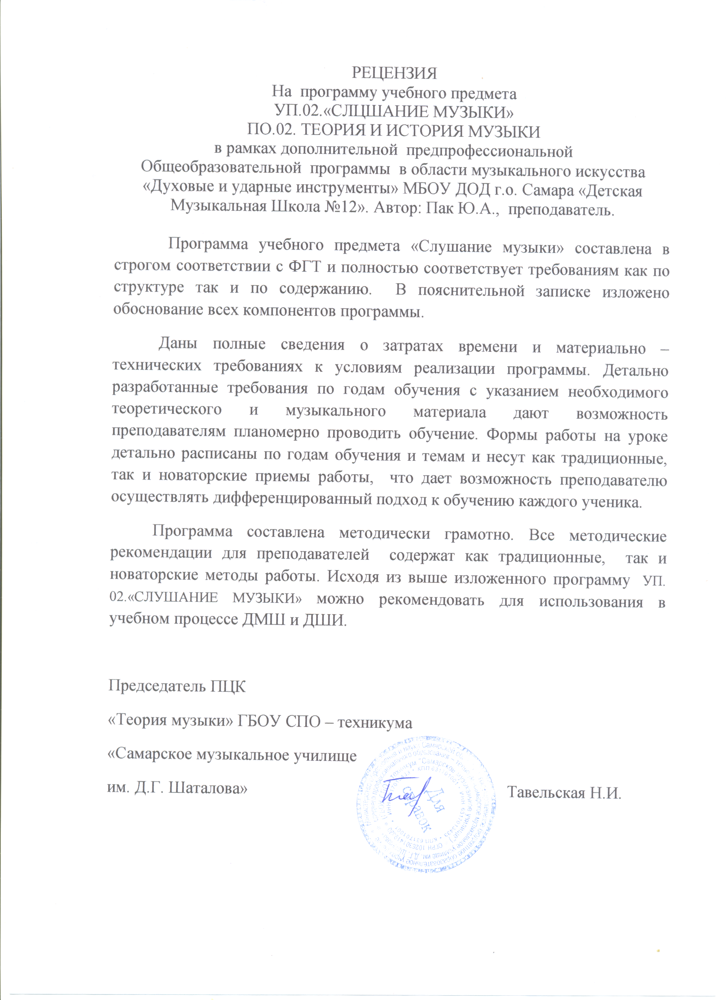 РЕЦЕНЗИЯ
На программу учебного предмета
УП.02.«СЛЦШАНИЕ МУЗЫКИ»
ПО.02. ТЕОРИЯ И ИСТОРИЯ МУЗЫКИ
в рамках дополнительной предпрофессиональной
Общеобразовательной программы в области музыкального искусства
«Духовые и ударные инструменты» МБОУ ДОД г.о. Самара «Детская
Музыкальная Школа №12». Автор: Пак Ю.А., преподаватель.
Программа учебного предмета «Слушание музыки» составлена в
строгом соответствии с ФГТ и полностью соответствует требованиям как по
структуре так и по содержанию. В пояснительной записке изложено
обоснование всех компонентов программы.
Даны полные сведения о затратах времени и материально –
технических требованиях к условиям реализации программы. Детально
разработанные требования по годам обучения с указанием необходимого
теоретического и музыкального материала дают возможность
преподавателям планомерно проводить обучение. Формы работы на уроке
детально расписаны по годам обучения и темам и несут как традиционные,
так и новаторские приемы работы, что дает возможность преподавателю
осуществлять дифференцированный подход к обучению каждого ученика.
Программа составлена методически грамотно. Все методические
рекомендации для преподавателей содержат как традиционные, так и
новаторские методы работы. Исходя из выше изложенного программу УП.
02.«СЛУШАНИЕ МУЗЫКИ» можно рекомендовать для использования в
учебном процессе ДМШ и ДШИ.
Председатель ПЦК
«Теория музыки» ГБОУ СПО – техникума
«Самарское музыкальное училище
им. Д.Г. Шаталова»
Тавельская Н.И.
Для
справок